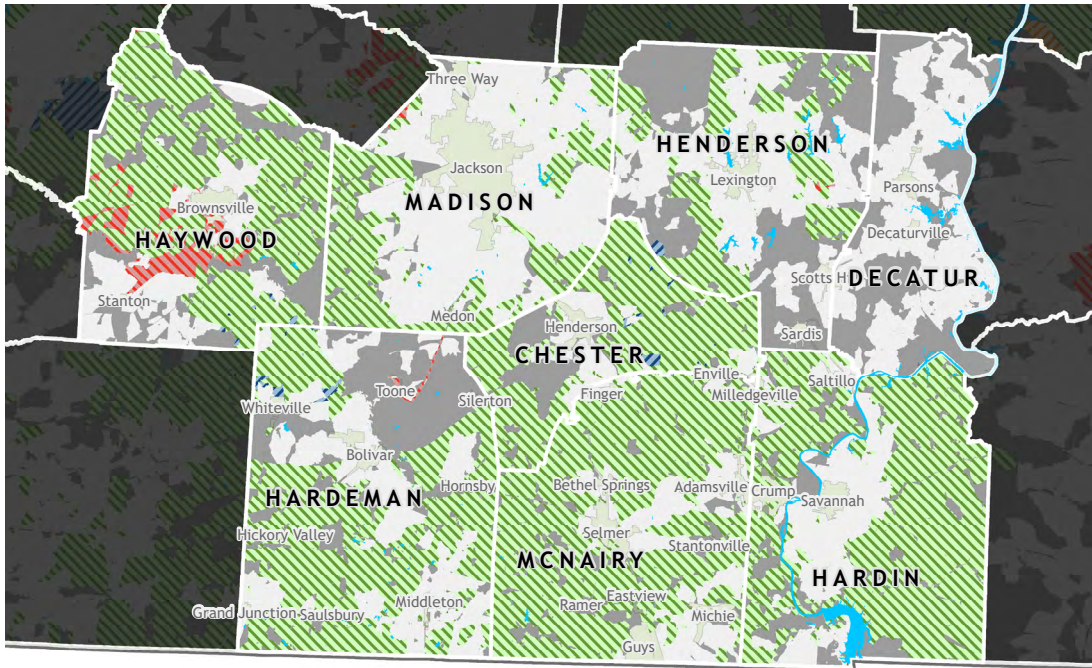 Three Way
HENDERSON
Jackson
Lexington
MADISON
Parsons
Brownsville
Decaturville
HAYWOOD
Scotts H
DECATUR
Stanton
Medon
Henderson
Sardis
CHESTER
Enville
Saltillo
Toone
Silerton
Finger
Milledgeville
Whiteville
Bolivar
Hornsby
Bethel Springs
Adamsville
Crump
Savannah
HARDEMAN
Hickory Valley
Selmer
Stantonville
MCNAIRY
HARDIN
Grand Junction
Saulsbury
Middleton
Ramer
Eastview
Michie
Guys